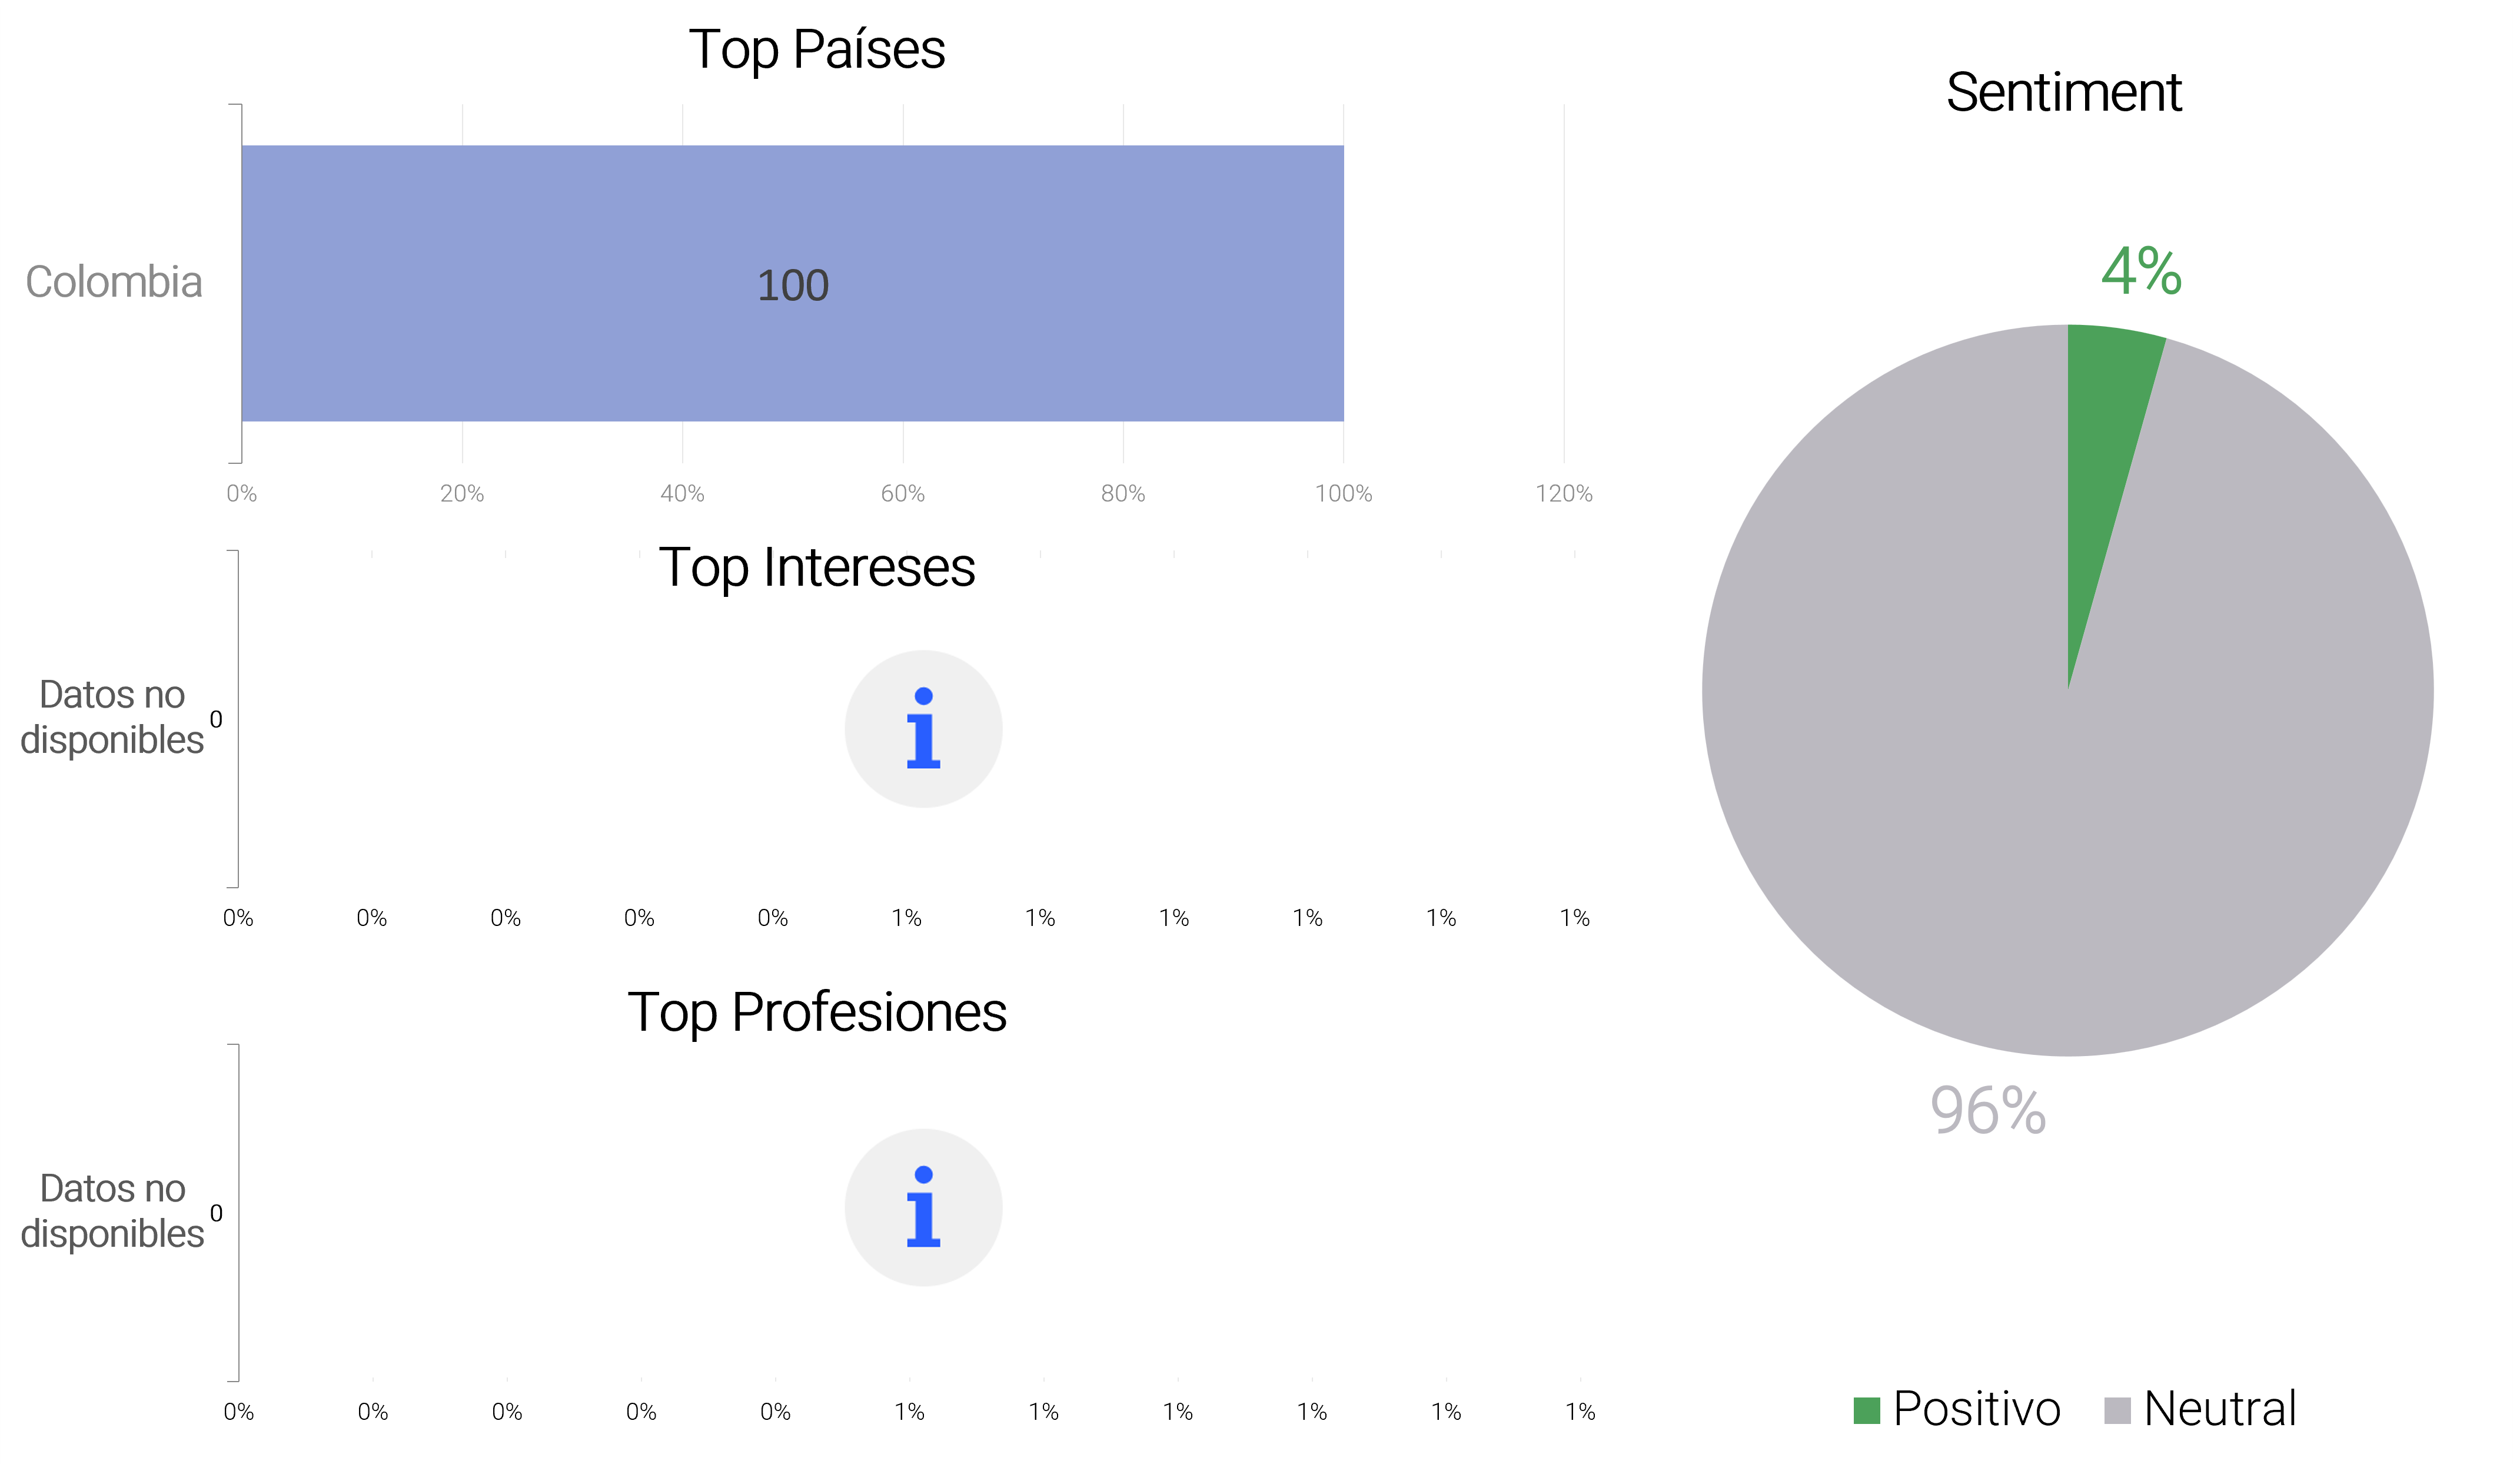 Top Países
Colombia
100
0% 20% 40% 60% 80% 100% 120%
Top Intereses
Datos no
disponibles
0
0% 0% 0% 0% 0% 1% 1% 1% 1% 1% 1%
Top Profesiones
Datos no
disponibles
0
0% 0% 0% 0% 0% 1% 1% 1% 1% 1% 1%
Sentiment
4%
96%
Positivo Neutral